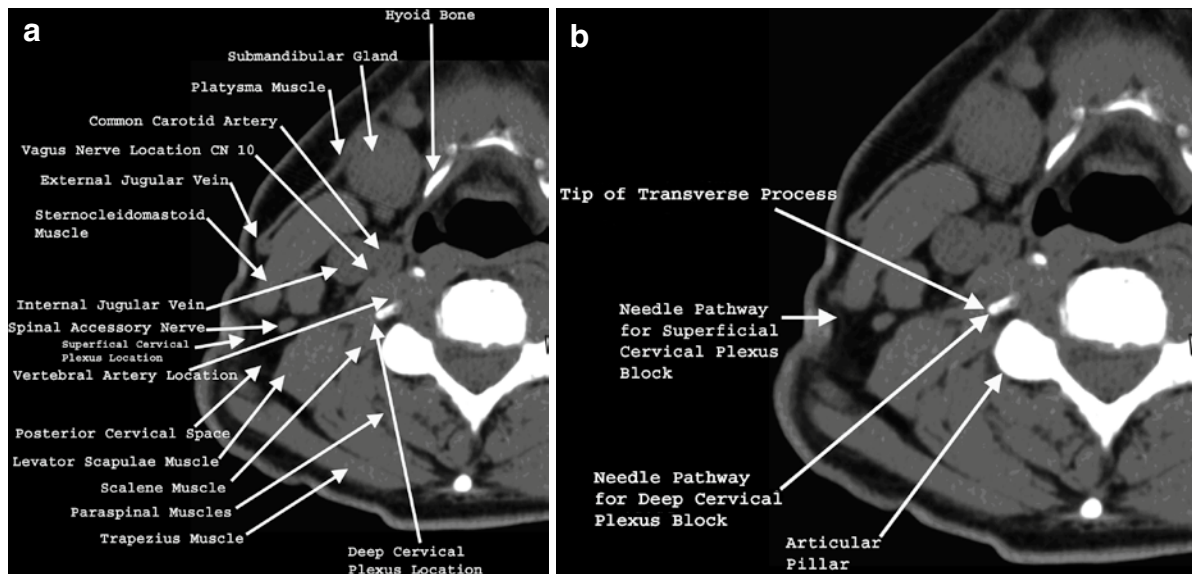 a
Hyoid Bone
Submandibular Gland
Platysma Muscle
Common Carotid Artery
Vagus Nerve Location CN 10
External Jugular Vein
Sternocleidomastoid
Muscle
Internal Jugular Vein
Spinal Accessory Nerve
Superfical Cervical
Plexus Location
Vertebral Artery Location
Posterior Cervical Space
Levator Scapulae Muscle
Scalene Muscle
Paraspinal Muscles
Trapezius Muscle
Deep Cervical
Plexus Location
b
Tip of Transverse Process
Needle Pathway
for Superficial
Cervical Plexus
Block
Needle Pathway
for Deep Cervical
Plexus Block
Articular
Pillar